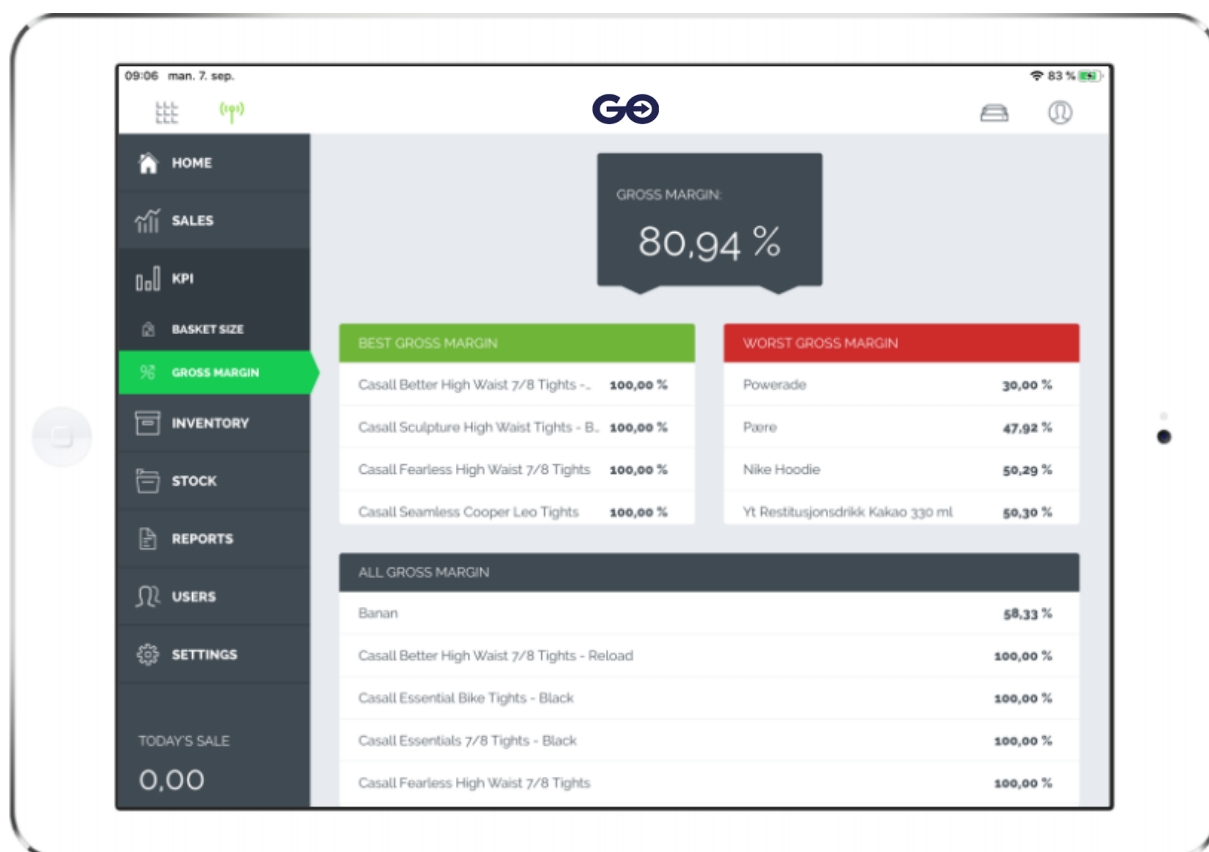 09:06 man. 7. sep.
83 %
GO
HOME
SALES
KPI
BASKET SIZE
GROSS MARGIN
INVENTORY
STOCK
REPORTS
USERS
SETTINGS
TODAY'S SALE
0,00
GROSS MARGIN:
80,94 %
BEST GROSS MARGIN
Casall Better High Waist 7/8 Tights -... 100,00 %
Casall Sculpture High Waist Tights - B... 100,00 %
Casall Fearless High Waist 7/8 Tights 100,00 %
Casall Seamless Cooper Leo Tights 100,00 %
WORST GROSS MARGIN
Powerade 30,00 %
Pære 47,92 %
Nike Hoodie 50,29 %
Yt Restitusjonsdrikk Kakao 330 ml 50,30 %
ALL GROSS MARGIN
Banan 58,33 %
Casall Better High Waist 7/8 Tights - Reload 100,00 %
Casall Essential Bike Tights - Black 100,00 %
Casall Essentials 7/8 Tights - Black 100,00 %
Casall Fearless High Waist 7/8 Tights 100,00 %